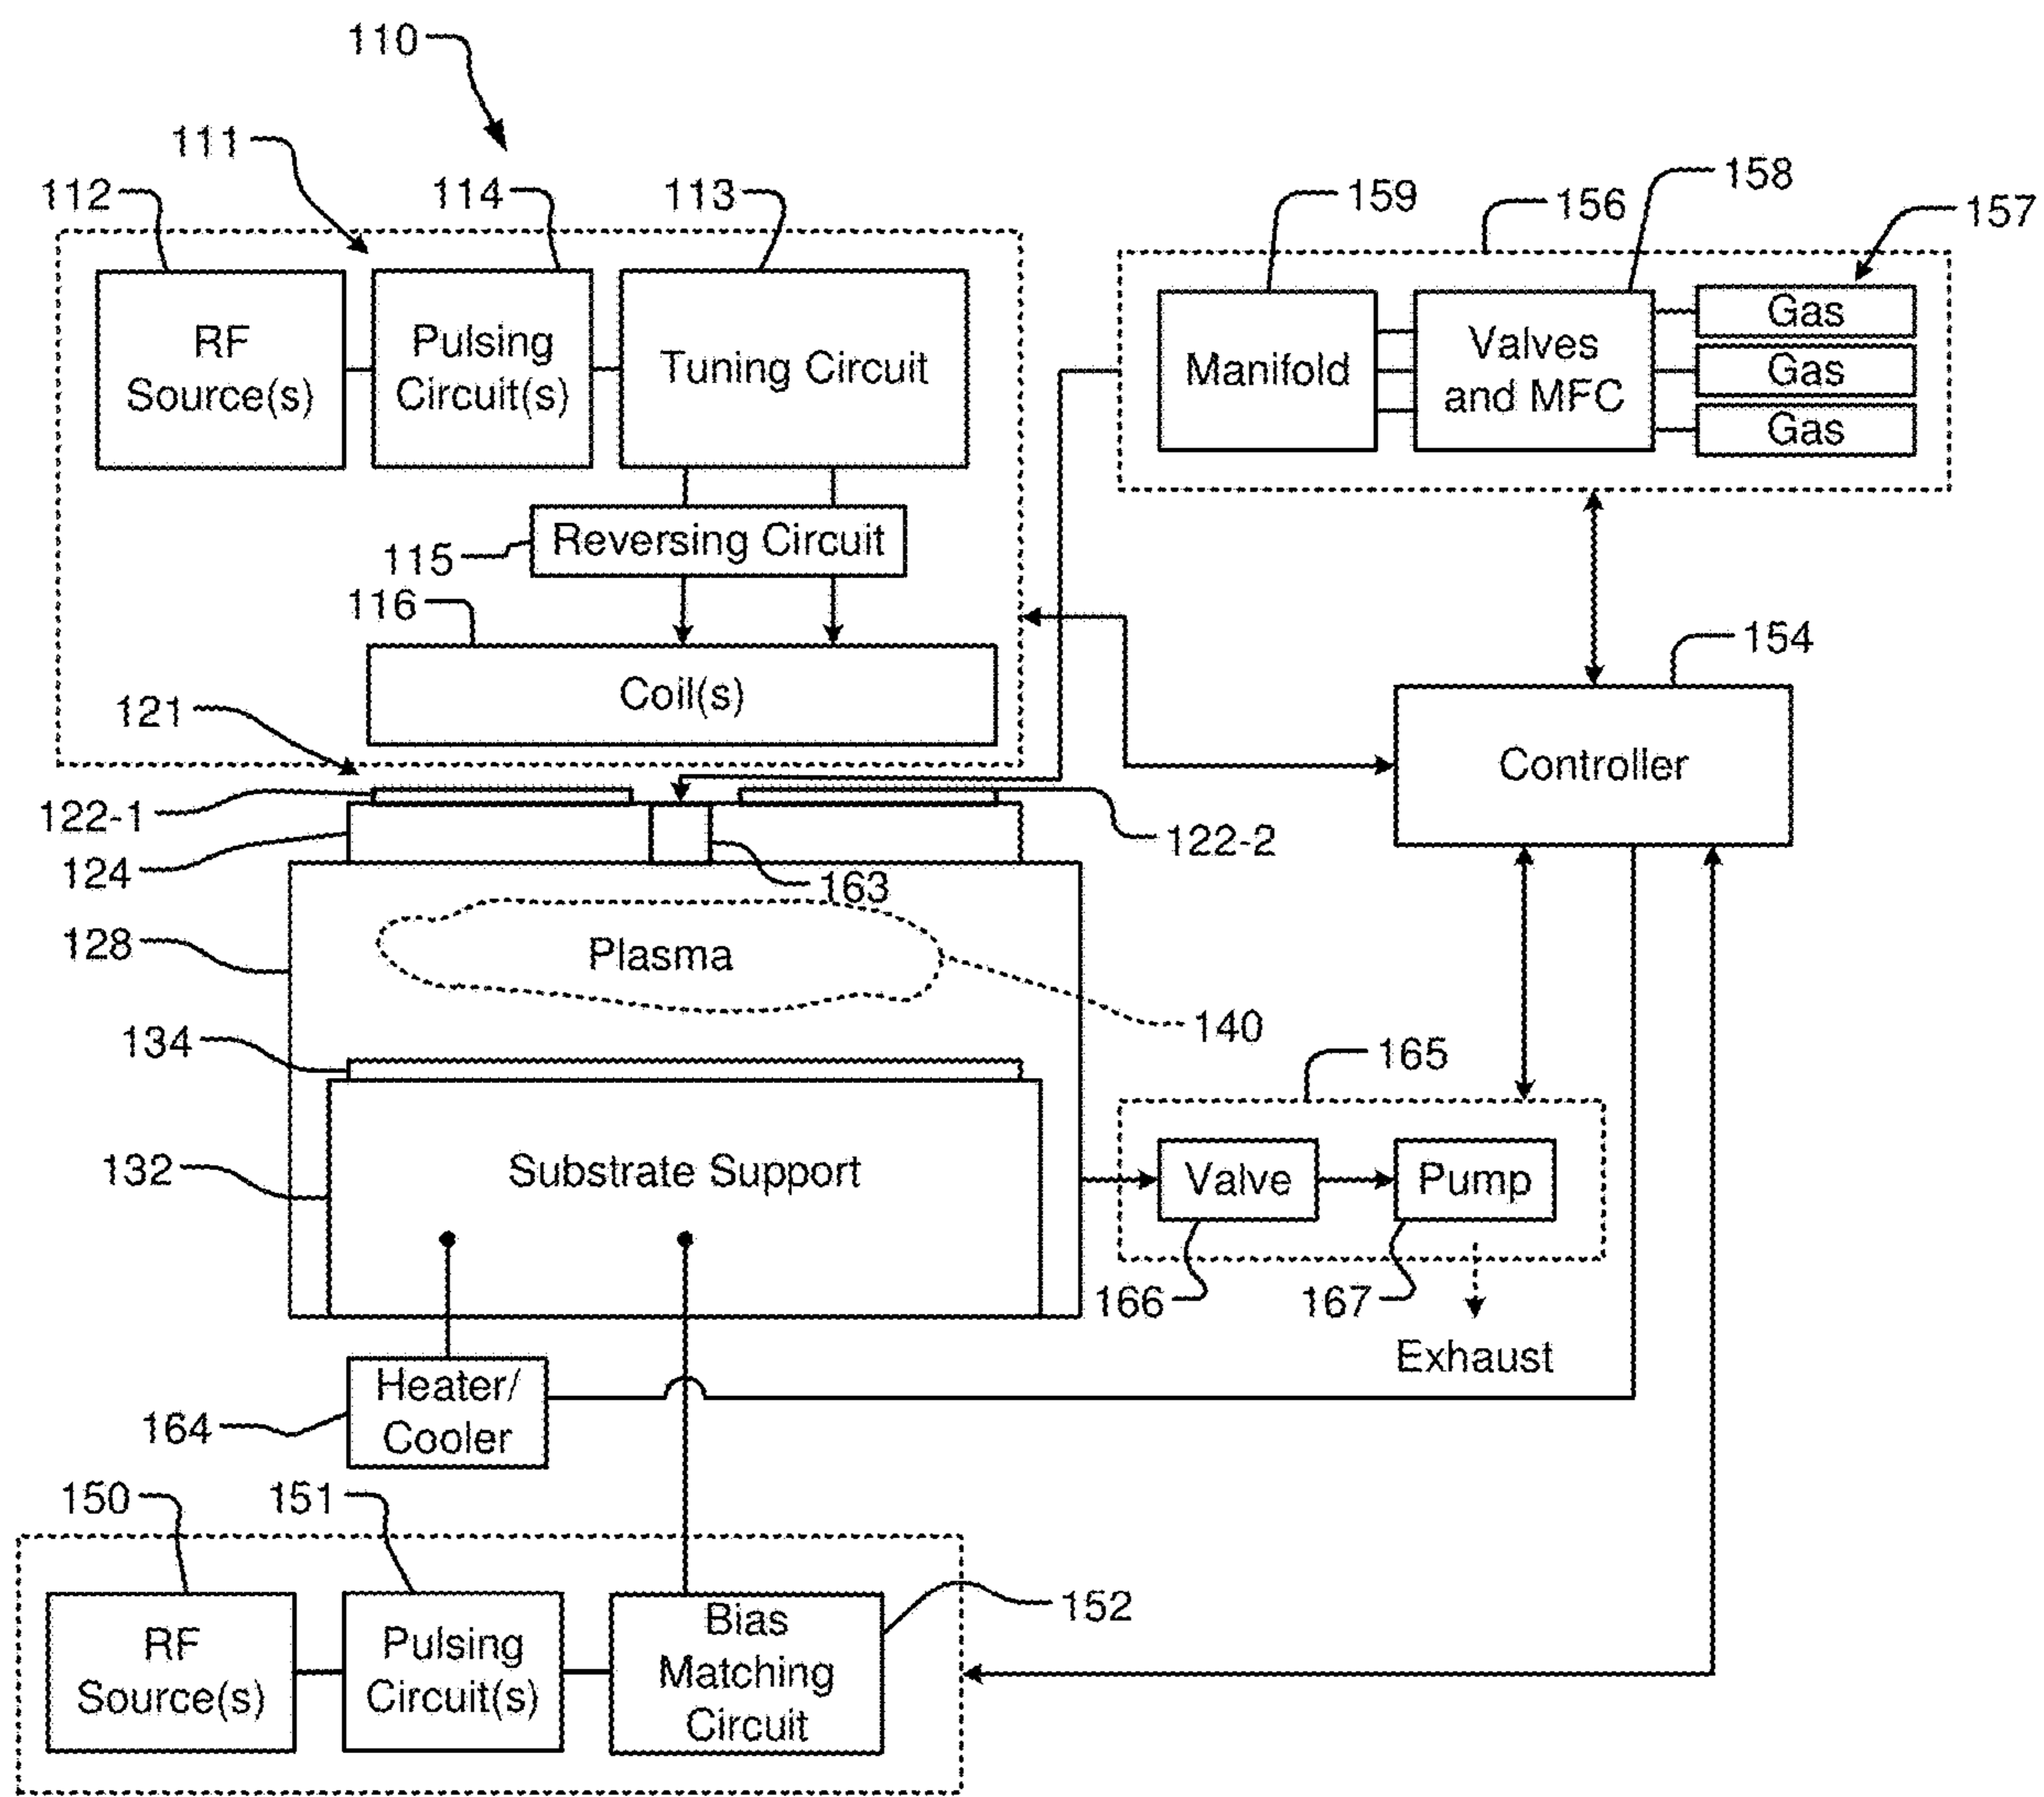 110
111
112
114
113
159
156
158
157
RF
Source(s)
Pulsing
Circuit(s)
Tuning Circuit
Manifold
Valves
and MFC
Gas
Gas
Gas
115
Reversing Circuit
116
Coil(s)
154
Controller
121
122-1
122-2
124
163
128
Plasma
140
134
165
132
Substrate Support
Valve
Pump
166
167
Exhaust
164
Heater/
Cooler
150
151
152
RF
Source(s)
Pulsing
Circuit(s)
Bias
Matching
Circuit